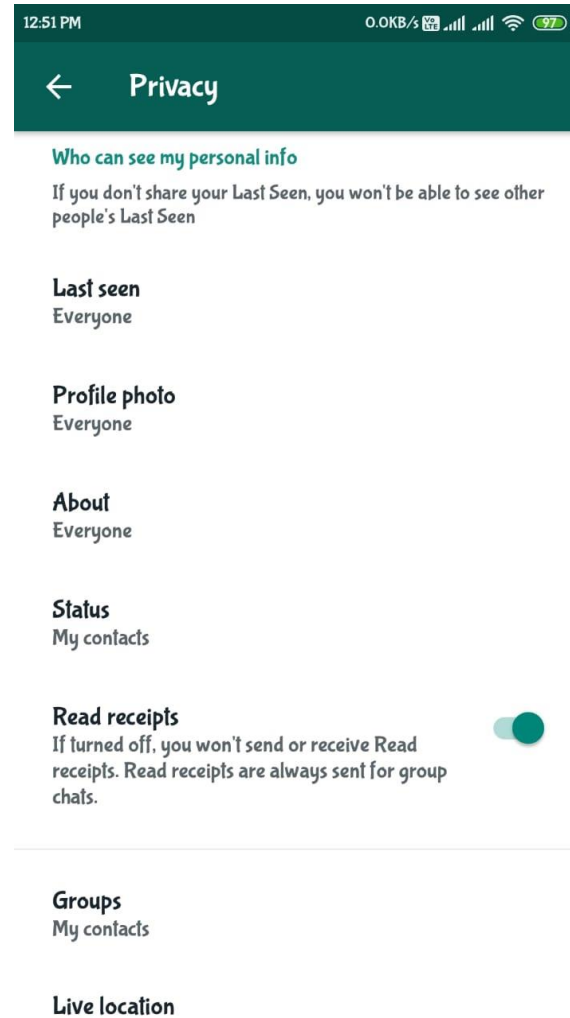 12:51 PM 0.0KB/s Vo LTE 97
Privacy
Who can see my personal info
If you don't share your Last Seen, you won't be able to see other
people's Last Seen
Last seen
Everyone
Profile photo
Everyone
About
Everyone
Status
My contacts
Read receipts
If turned off, you won't send or receive Read
receipts. Read receipts are always sent for group
chats.
Groups
My contacts
Live location